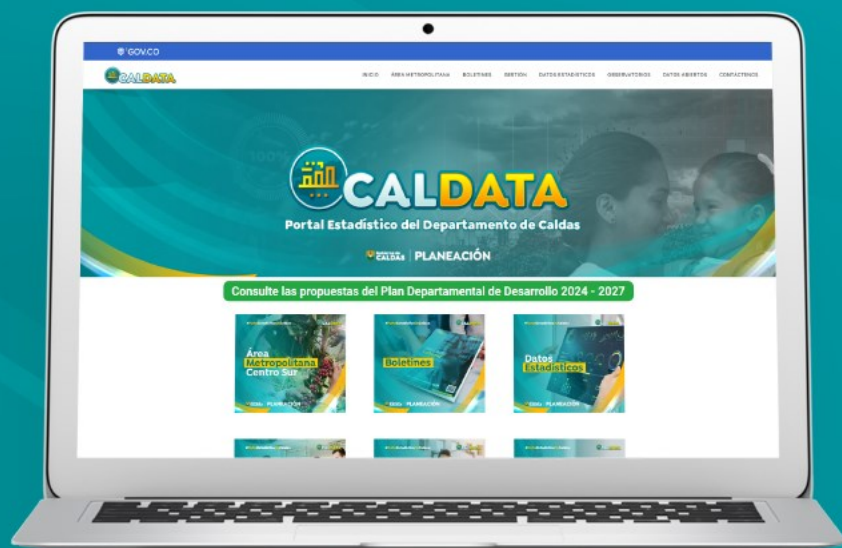 GOV.CO
CALDATA
INICIO ÁREA METROPOLITANA BOLETINES GESTIÓN DATOS ESTADÍSTICOS OBSERVATORIOS DATOS ABIERTOS CONTÁCTENOS
100%
CALDATA
Portal Estadístico del Departamento de Caldas
CALDAS PLANEACIÓN
Consulte las propuestas del Plan Departamental de Desarrollo 2024 - 2027
Área
Metropolitana
Centro Sur
PLANEACIÓN
Boletines
PLANEACIÓN
Datos
Estadísticos
PLANEACIÓN